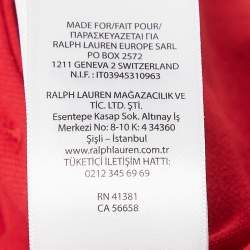 MADE FOR/FAIT POUR/
ΠΑΡΑΣΚΕΥΑΖΕΤΑΙ ΓΙΑ
RALPH LAUREN EUROPE SARL
PO BOX 2572
1211 GENEVA 2 SWITZERLAND
N.I.F.: IT03945310963
RALPH LAUREN MAĞAZACILIK VE
TİC. LTD. ŞTİ.
Esentepe Kasap Sok. Altunay İş
Merkezi No: 8-10 K: 4 34360
Şişli – İstanbul
www.ralphlauren.com.tr
TÜKETİCİ İLETİŞİM HATTI:
0212 345 69 69
RN 41381
CA 56658